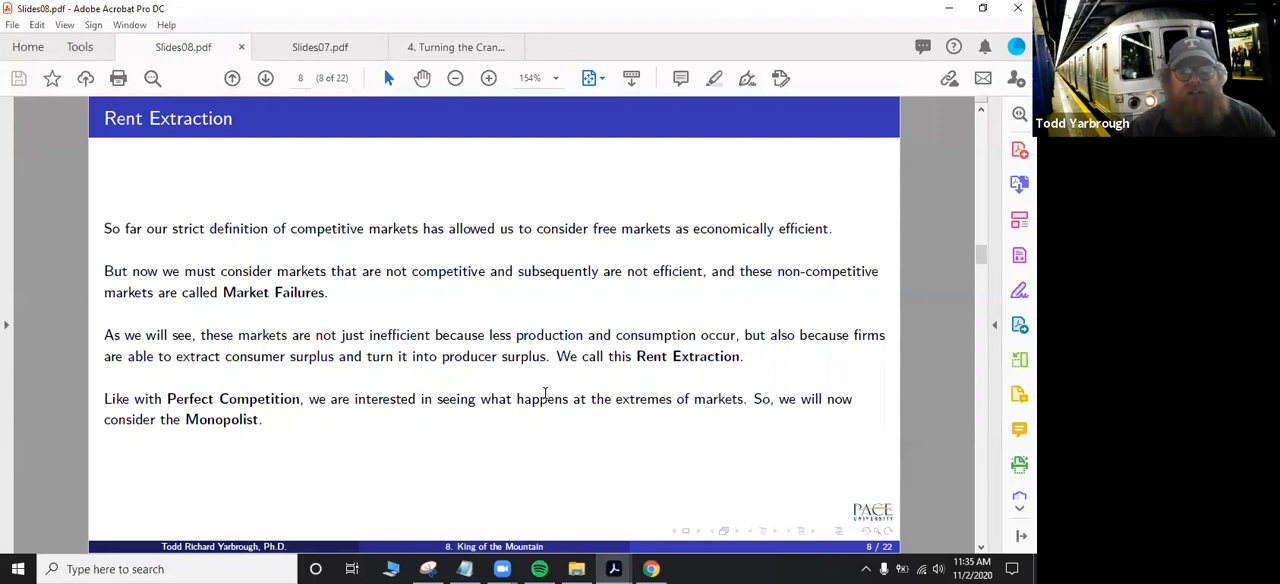 Slides08.pdf - Adobe Acrobat Pro DC
File Edit View Sign Window Help
Home Tools Slides08.pdf × Slides07.pdf 4. Turning the Cran...
8 (8 of 22) 154%
Rent Extraction
So far our strict definition of competitive markets has allowed us to consider free markets as economically efficient.
But now we must consider markets that are not competitive and subsequently are not efficient, and these non-competitive
markets are called Market Failures.
As we will see, these markets are not just inefficient because less production and consumption occur, but also because firms
are able to extract consumer surplus and turn it into producer surplus. We call this Rent Extraction.
Like with Perfect Competition, we are interested in seeing what happens at the extremes of markets. So, we will now
consider the Monopolist.
PACE
UNIVERSITY
Todd Richard Yarbrough, Ph.D. 8. King of the Mountain 8 / 22
Todd Yarbrough
Type here to search
11:35 AM
11/2/2020